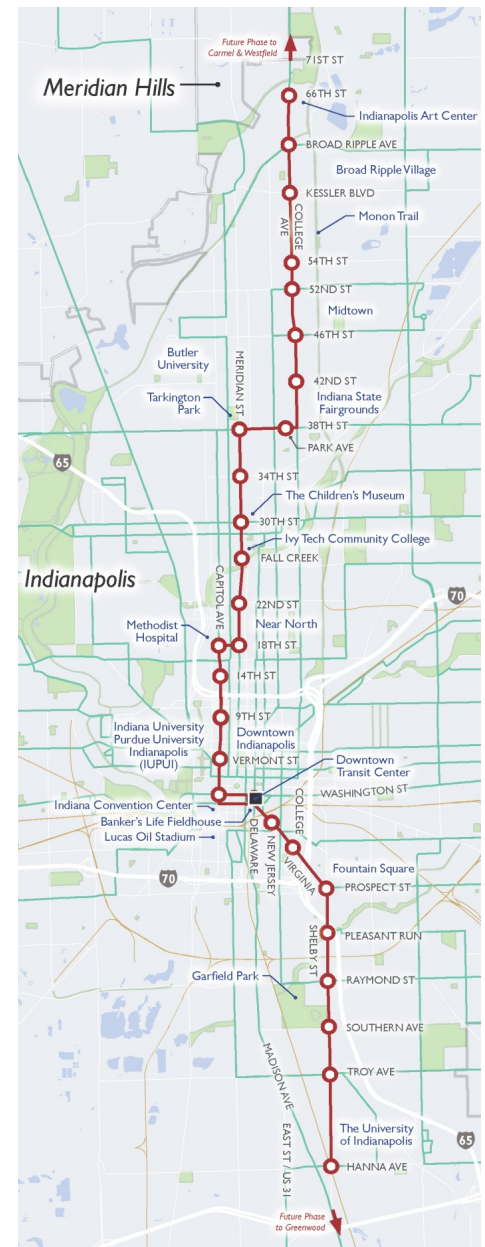 Future Phase to
Carmel & Westfield
71ST ST
Meridian Hills
66TH ST
Indianapolis Art Center
BROAD RIPPLE AVE
Broad Ripple Village
KESSLER BLVD
COLLEGE
AVE
Monon Trail
54TH ST
52ND ST
Midtown
46TH ST
Butler
University
MERIDIAN ST.
42ND ST
Tarkington
Park
Indiana State
Fairgrounds
38TH ST
PARK AVE
65
34TH ST
The Children's Museum
30TH ST
Ivy Tech Community College
FALL CREEK
Indianapolis
CAPITOL AVE
70
22ND ST
Methodist
Hospital
Near North
18TH ST
14TH ST
9TH ST
Indiana University
Purdue University
Indianapolis
(IUPUI)
Downtown
Indianapolis
VERMONT ST
Downtown
Transit Center
WASHINGTON ST
Indiana Convention Center
Banker's Life Fieldhouse
Lucas Oil Stadium
COLLEGE
DELAWARE
NEW JERSEY
VIRGINIA
70
Fountain Square
PROSPECT ST
SHELBY ST
PLEASANT RUN
Garfield Park
RAYMOND ST
SOUTHERN AVE
MADISON AVE
TROY AVE
EAST ST / US 31
The University
of Indianapolis
65
HANNA AVE
Future Phase
to Greenwood